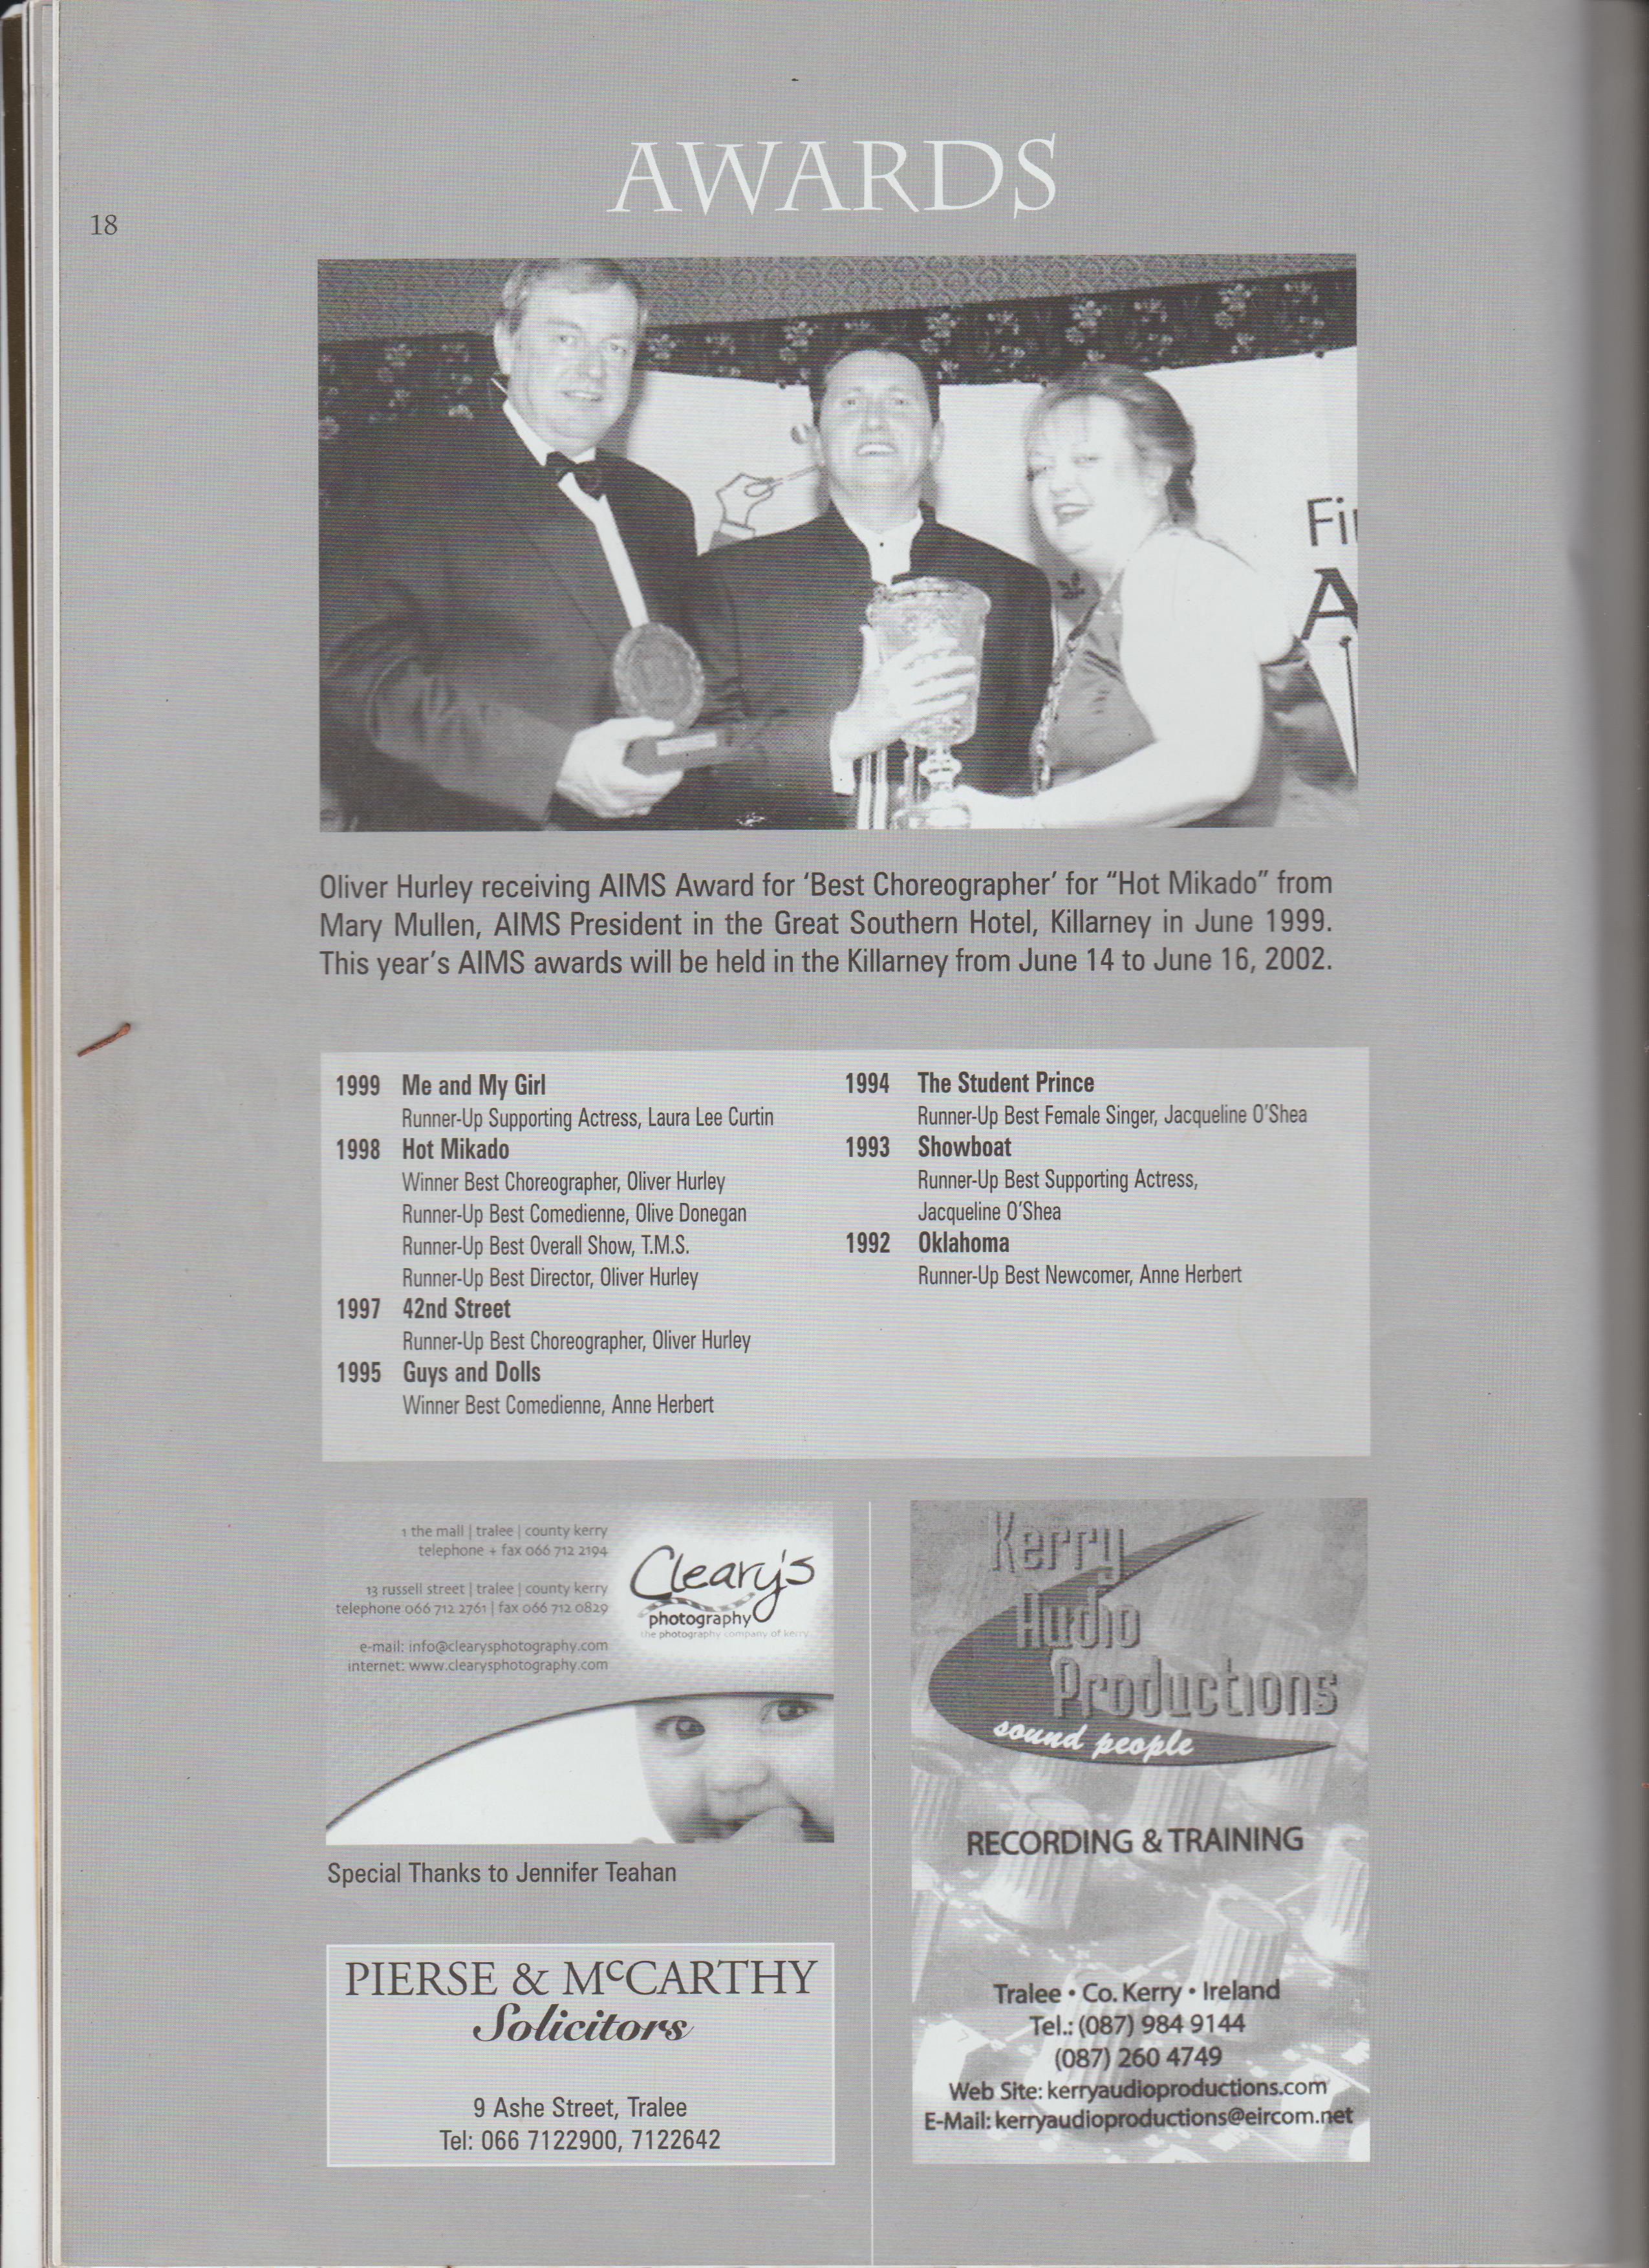 AWARDS
18
Fi
A
Oliver Hurley receiving AIMS Award for ‘Best Choreographer’ for “Hot Mikado” from
Mary Mullen, AIMS President in the Great Southern Hotel, Killarney in June 1999.
This year’s AIMS awards will be held in the Killarney from June 14 to June 16, 2002.
1999 Me and My Girl
Runner-Up Supporting Actress, Laura Lee Curtin
1998 Hot Mikado
Winner Best Choreographer, Oliver Hurley
Runner-Up Best Comedienne, Olive Donegan
Runner-Up Best Overall Show, T.M.S.
Runner-Up Best Director, Oliver Hurley
1997 42nd Street
Runner-Up Best Choreographer, Oliver Hurley
1995 Guys and Dolls
Winner Best Comedienne, Anne Herbert
1994 The Student Prince
Runner-Up Best Female Singer, Jacqueline O’Shea
1993 Showboat
Runner-Up Best Supporting Actress,
Jacqueline O’Shea
1992 Oklahoma
Runner-Up Best Newcomer, Anne Herbert
1 the mall | tralee | county kerry
telephone + fax 066 712 2194
13 russell street | tralee | county kerry
telephone 066 712 2761 | fax 066 712 0829
e-mail: info@clearysphotography.com
internet: www.clearysphotography.com
Cleary's
photography
the photography company of kerry
Special Thanks to Jennifer Teahan
PIERSE & McCARTHY
Solicitors
9 Ashe Street, Tralee
Tel: 066 7122900, 7122642
Kerry
Audio
Productions
sound people
RECORDING & TRAINING
Tralee • Co. Kerry • Ireland
Tel.: (087) 984 9144
(087) 260 4749
Web Site: kerryaudioproductions.com
E-Mail: kerryaudioproductions@eircom.net